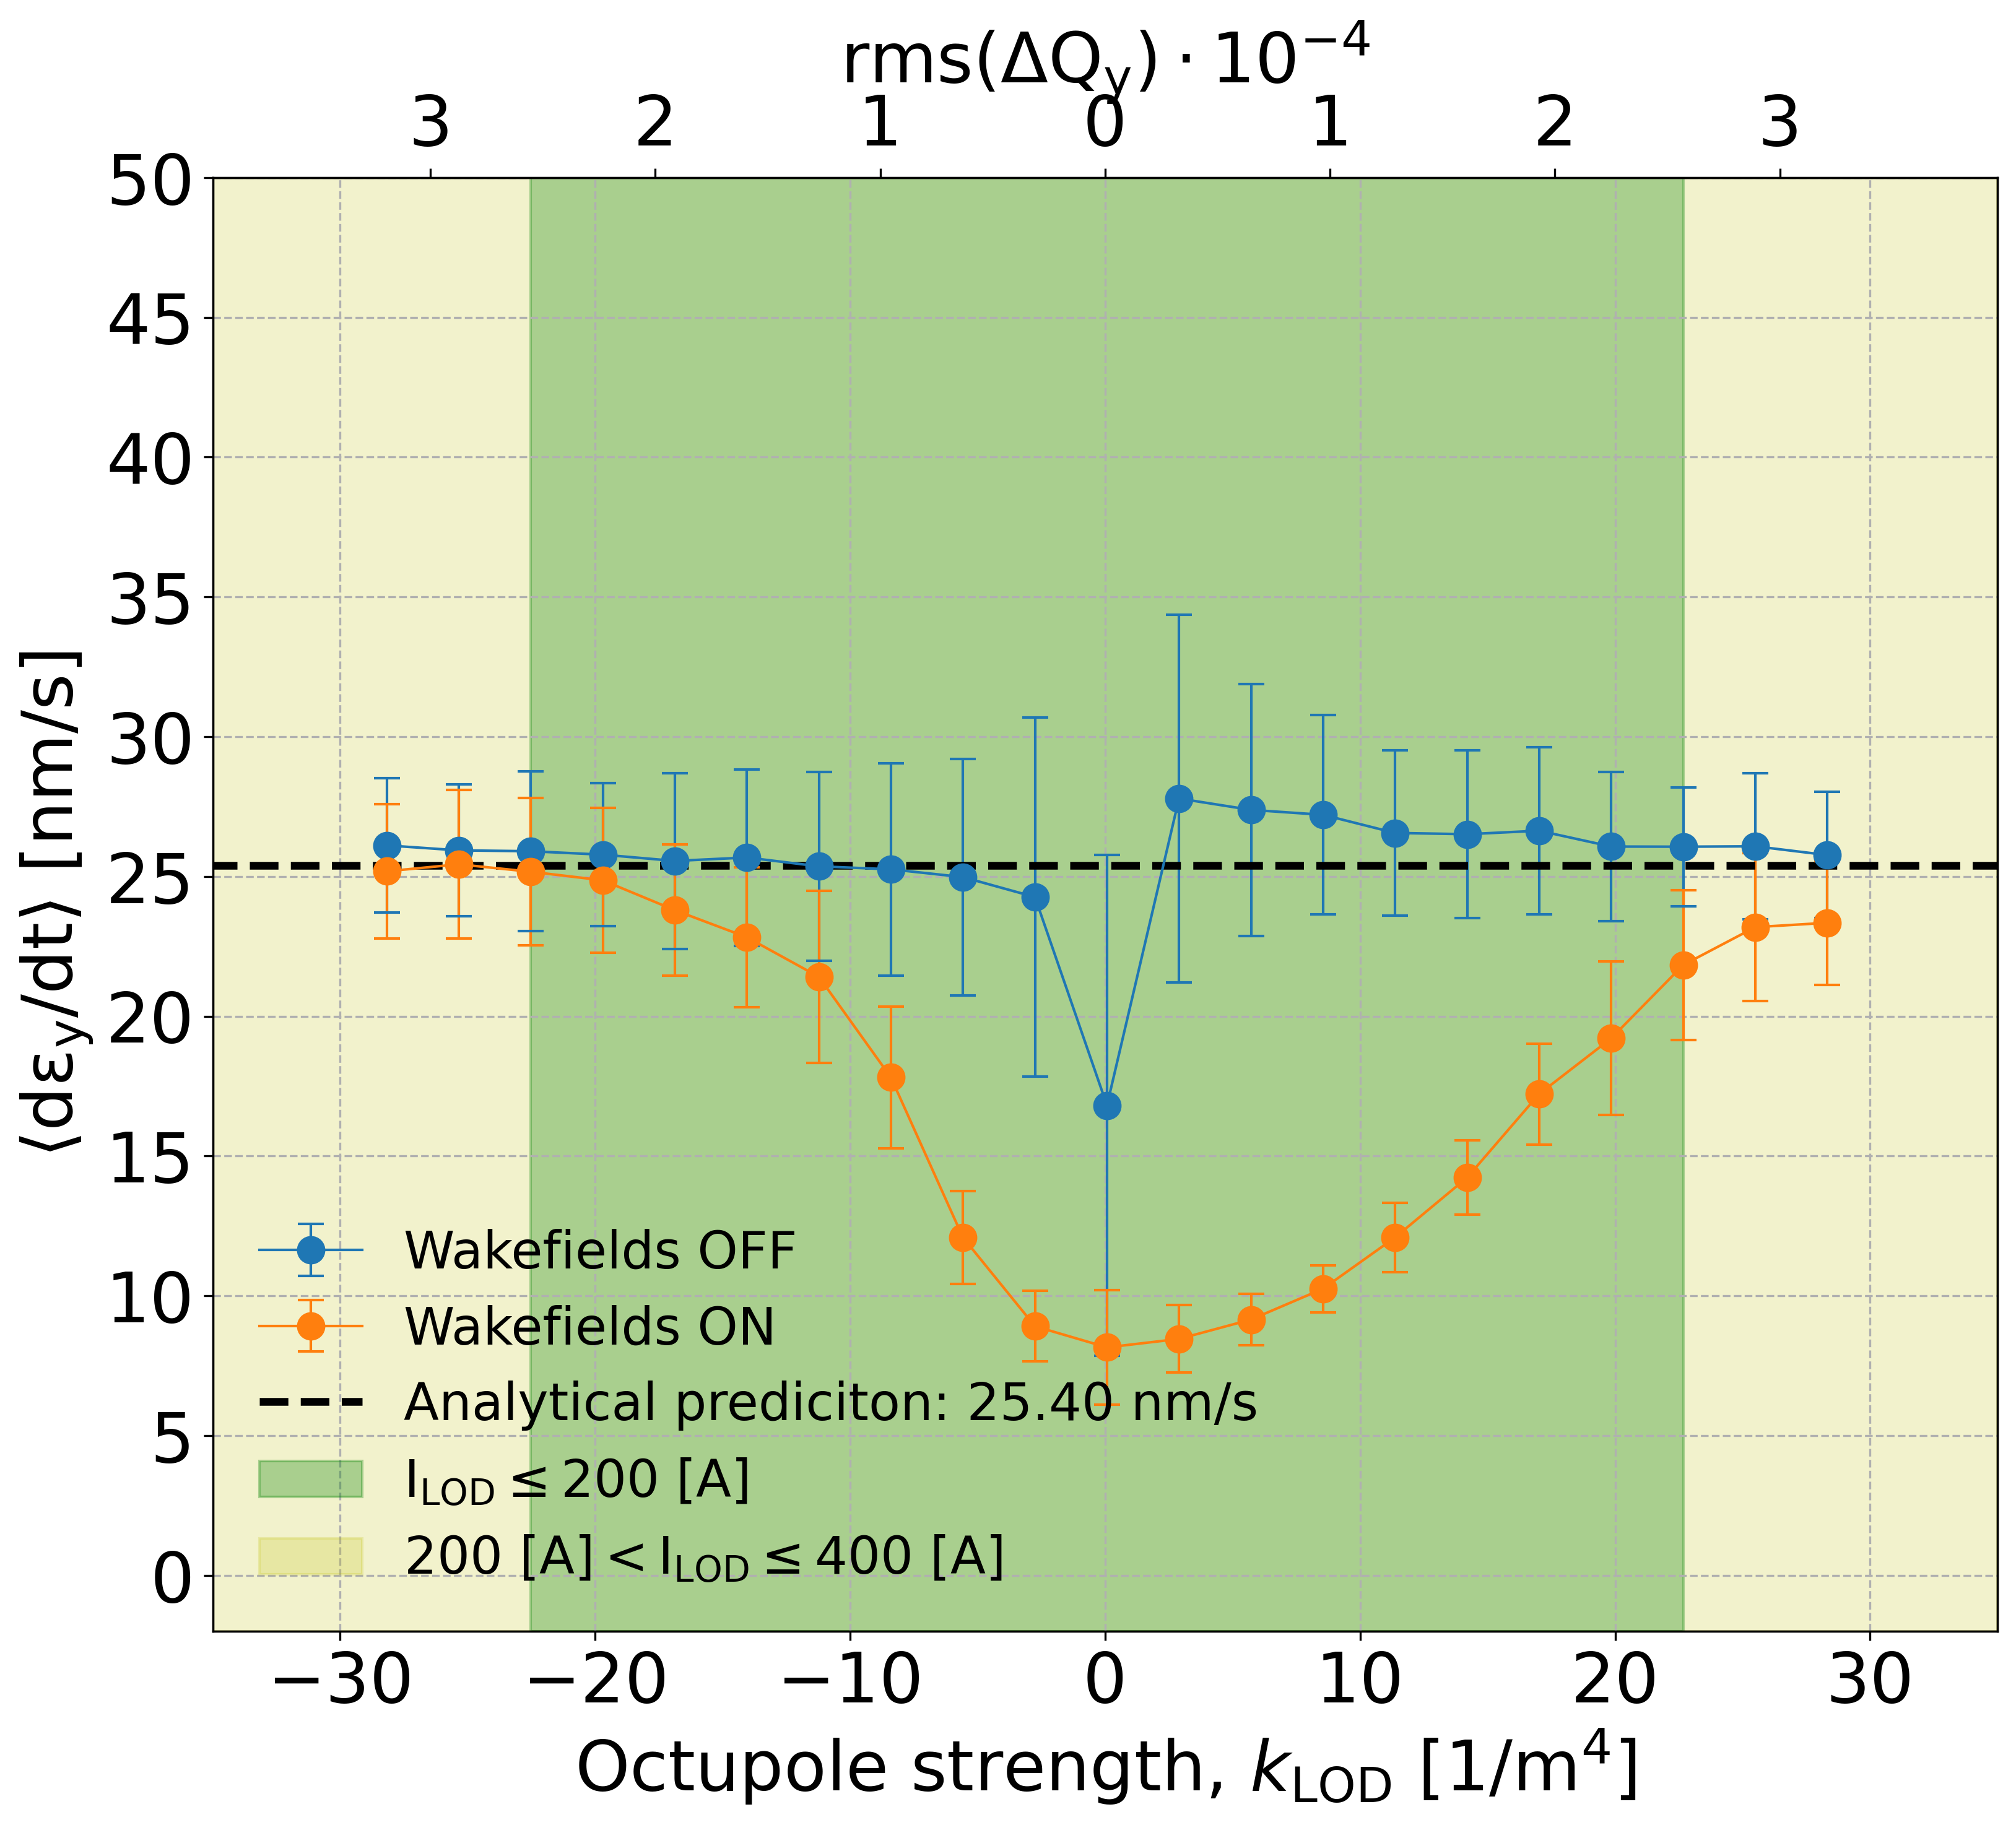 rms(ΔQ_y) · 10^−4
3 2 1 0 1 2 3
50
45
40
35
30
25
20
15
10
5
0
⟨dε_y/dt⟩ [nm/s]
Wakefields OFF
Wakefields ON
Analytical prediciton: 25.40 nm/s
I_LOD ≤ 200 [A]
200 [A] < I_LOD ≤ 400 [A]
−30 −20 −10 0 10 20 30
Octupole strength, k_LOD [1/m^4]